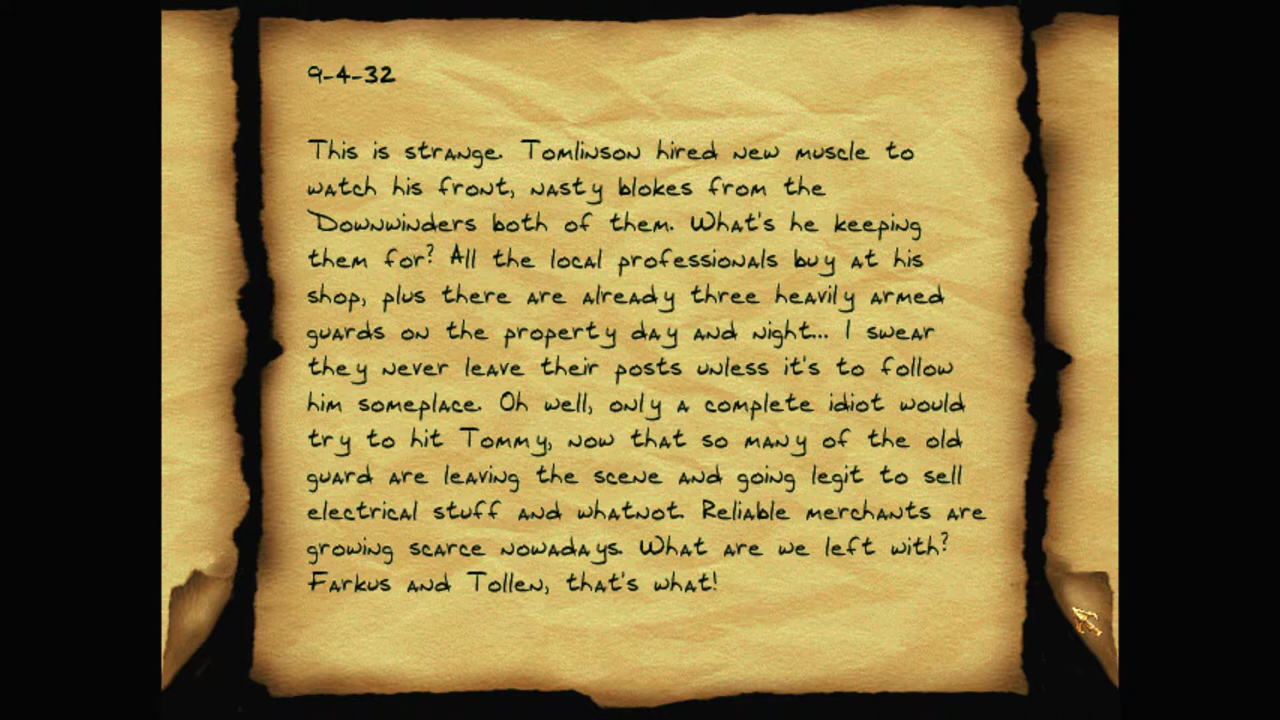 9-4-32
This is strange. Tomlinson hired new muscle to
watch his front, nasty blokes from the
Downwinders both of them. What's he keeping
them for? All the local professionals buy at his
shop, plus there are already three heavily armed
guards on the property day and night... I swear
they never leave their posts unless it's to follow
him someplace. Oh well, only a complete idiot would
try to hit Tommy, now that so many of the old
guard are leaving the scene and going legit to sell
electrical stuff and whatnot. Reliable merchants are
growing scarce nowadays. What are we left with?
Farkus and Tollen, that's what!